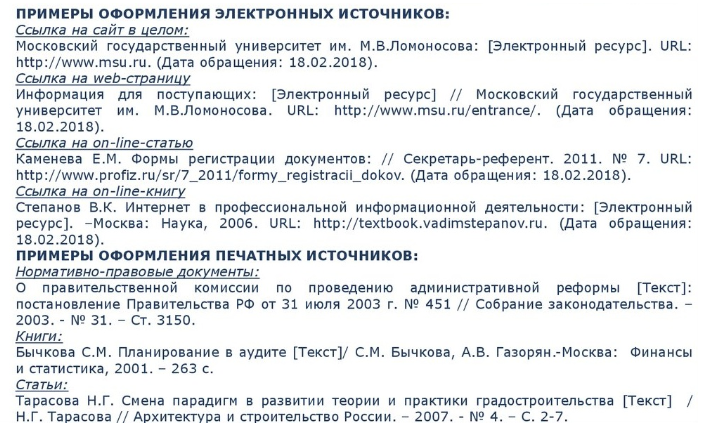 ПРИМЕРЫ ОФОРМЛЕНИЯ ЭЛЕКТРОННЫХ ИСТОЧНИКОВ:
Ссылка на сайт в целом:
Московский государственный университет им. М.В.Ломоносова: [Электронный ресурс]. URL:
http://www.msu.ru. (Дата обращения: 18.02.2018).
Ссылка на web-страницу
Информация для поступающих: [Электронный ресурс] // Московский государственный
университет им. М.В.Ломоносова. URL: http://www.msu.ru/entrance/. (Дата обращения:
18.02.2018).
Ссылка на on-line-статью
Каменева Е.М. Формы регистрации документов: // Секретарь-референт. 2011. № 7. URL:
http://www.profiz.ru/sr/7_2011/formy_registracii_dokov. (Дата обращения: 18.02.2018).
Ссылка на on-line-книгу
Степанов В.К. Интернет в профессиональной информационной деятельности: [Электронный
ресурс]. –Москва: Наука, 2006. URL: http://textbook.vadimstepanov.ru. (Дата обращения:
18.02.2018).
ПРИМЕРЫ ОФОРМЛЕНИЯ ПЕЧАТНЫХ ИСТОЧНИКОВ:
Нормативно-правовые документы:
О правительственной комиссии по проведению административной реформы [Текст]:
постановление Правительства РФ от 31 июля 2003 г. № 451 // Собрание законодательства. –
2003. - № 31. – Ст. 3150.
Книги:
Бычкова С.М. Планирование в аудите [Текст]/ С.М. Бычкова, А.В. Газорян.-Москва: Финансы
и статистика, 2001. – 263 с.
Статьи:
Тарасова Н.Г. Смена парадигм в развитии теории и практики градостроительства [Текст] /
Н.Г. Тарасова // Архитектура и строительство России. – 2007. - № 4. – С. 2-7.